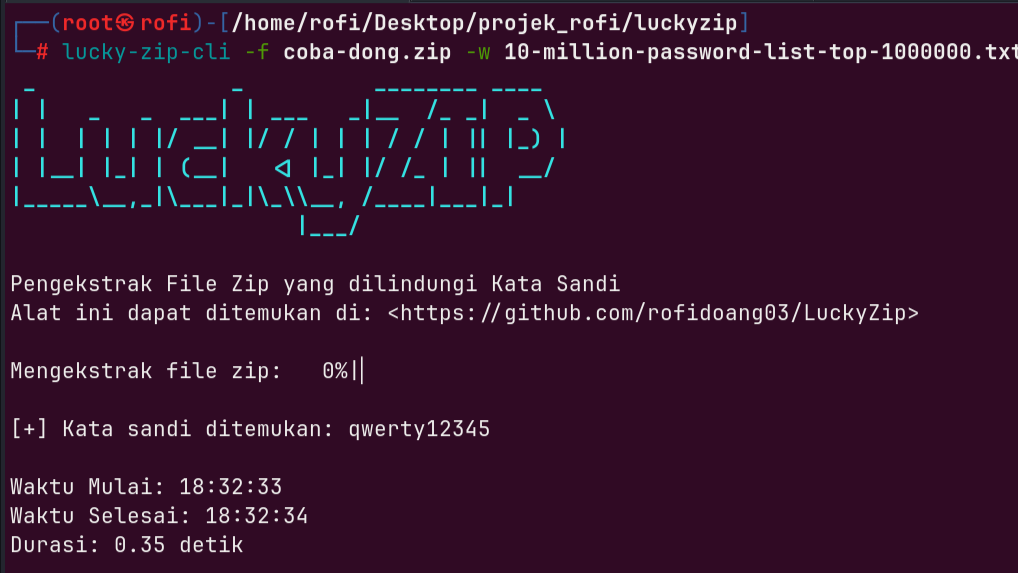 (root㉿rofi)-[/home/rofi/Desktop/projek_rofi/luckyzip]
# lucky-zip-cli -f coba-dong.zip -w 10-million-password-list-top-1000000.txt
LuckyZIP
Pengekstrak File Zip yang dilindungi Kata Sandi
Alat ini dapat ditemukan di: <https://github.com/rofidoang03/LuckyZip>
Mengekstrak file zip:   0%|
[+] Kata sandi ditemukan: qwerty12345
Waktu Mulai: 18:32:33
Waktu Selesai: 18:32:34
Durasi: 0.35 detik